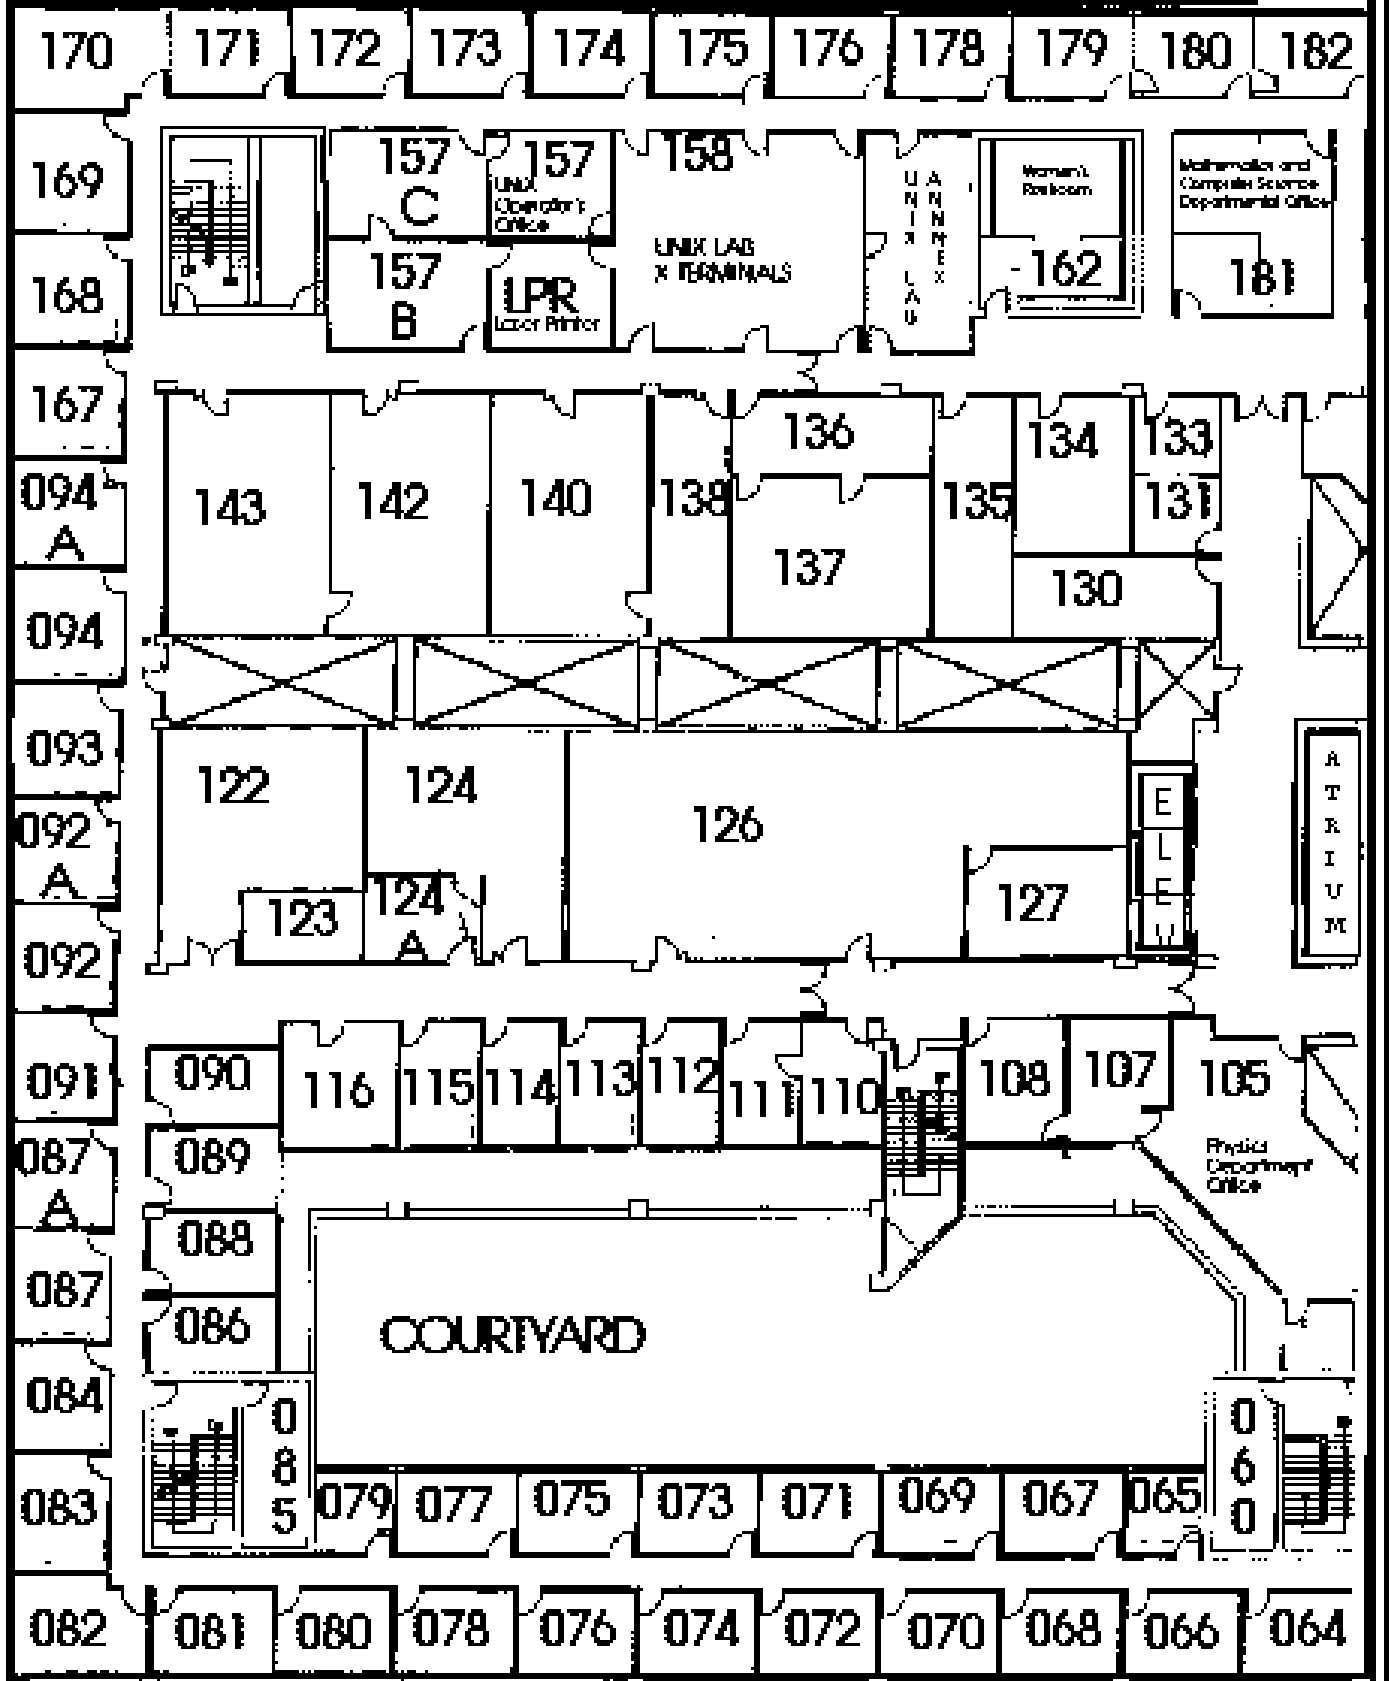 170 171 172 173 174 175 176 178 179 180 182
169
157 C
157
UNIX
Operator's
Office
158
UNIX LAB
X TERMINALS
UNIX LAB
ANNEX
Women's
Restroom
162
Mathematics and
Computer Science
Departmental Office
181
168
157 B
LPR
Laser Printer
167
136
134
133
094 A
143
142
140
138
135
131
137
130
094
093
122
124
126
ATRIUM
ELEV
092 A
123
124 A
127
092
091
090
116
115
114
113
112
111
110
108
107
105
Physics
Department
Office
087 A
089
088
087
086
COURTYARD
084
085
060
083
079 077 075 073 071 069 067 065
082 081 080 078 076 074 072 070 068 066 064